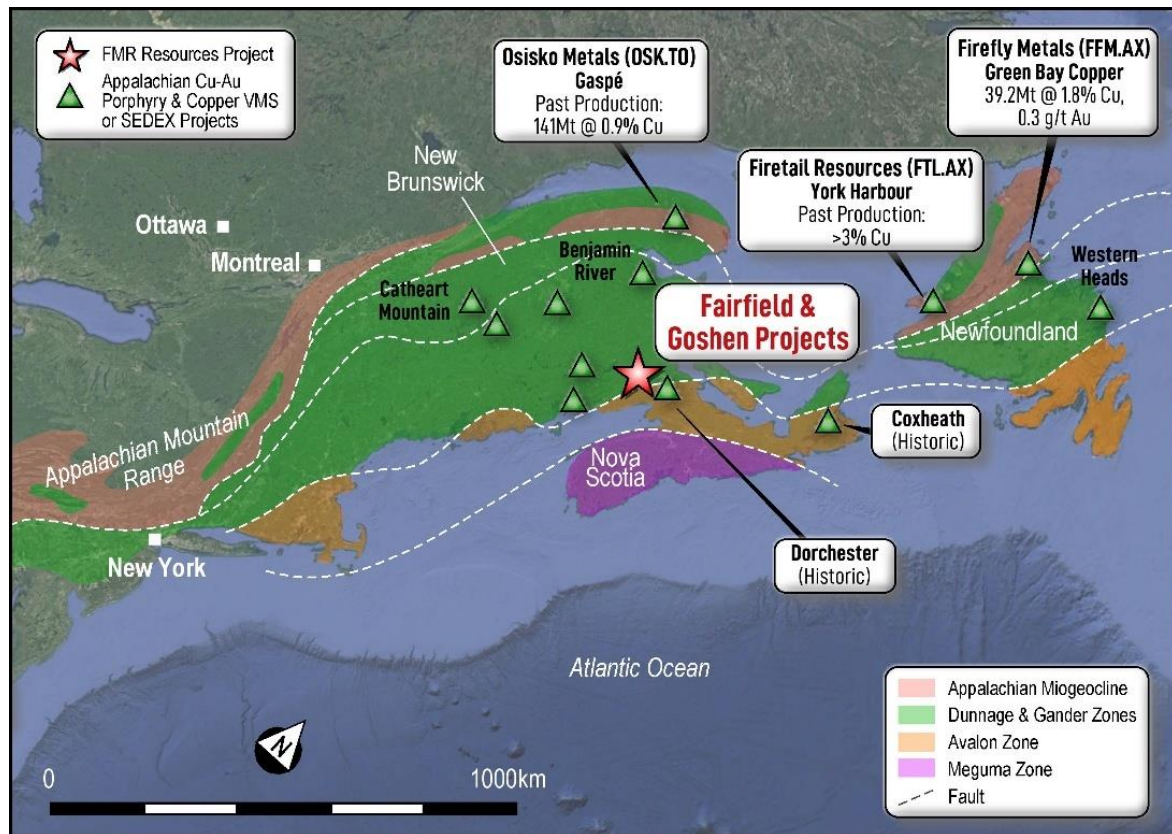 FMR Resources Project
Appalachian Cu-Au
Porphyry & Copper VMS
or SEDEX Projects
Osisko Metals (OSK.TO)
Gaspé
Past Production:
141Mt @ 0.9% Cu
Firefly Metals (FFM.AX)
Green Bay Copper
39.2Mt @ 1.8% Cu,
0.3 g/t Au
Firetail Resources (FTL.AX)
York Harbour
Past Production:
>3% Cu
New
Brunswick
Ottawa
Montreal
Benjamin
River
Cathcart
Mountain
Western
Heads
Fairfield &
Goshen Projects
Newfoundland
Appalachian Mountain
Range
Coxheath
(Historic)
Nova
Scotia
Dorchester
(Historic)
New York
Atlantic Ocean
N
0
1000km
Appalachian Miogeocline
Dunnage & Gander Zones
Avalon Zone
Meguma Zone
Fault